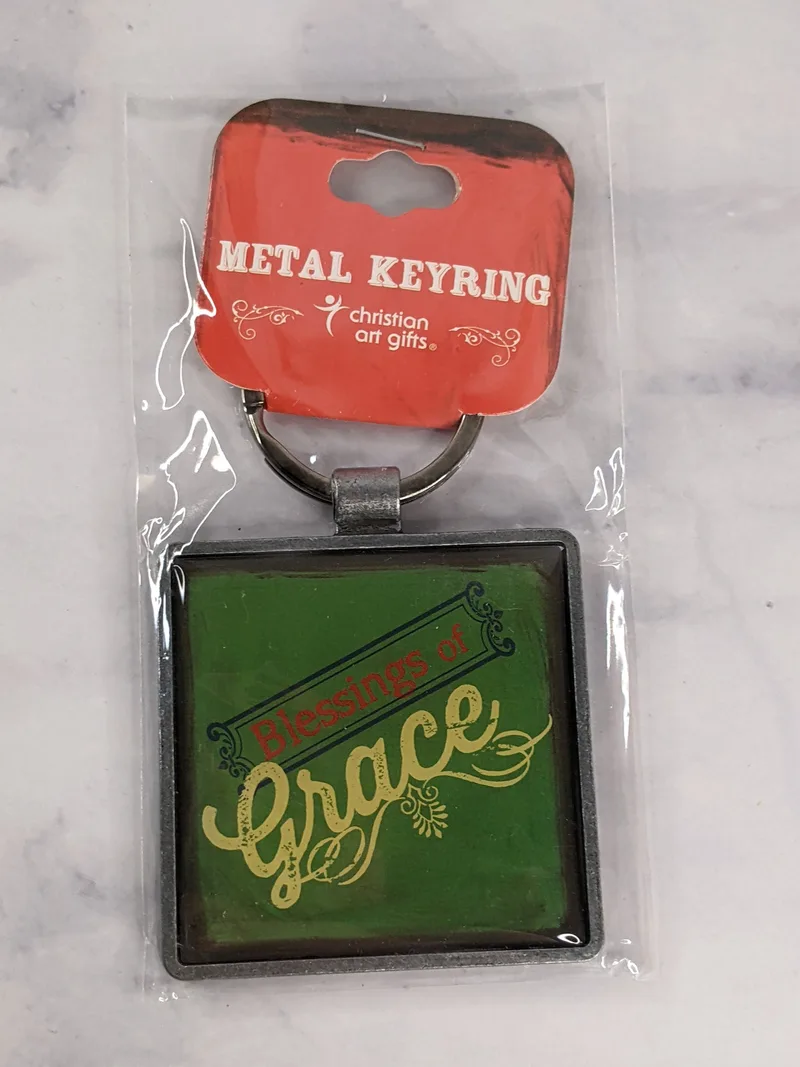 METAL KEYRING
christian
art gifts®
Blessings of
Grace